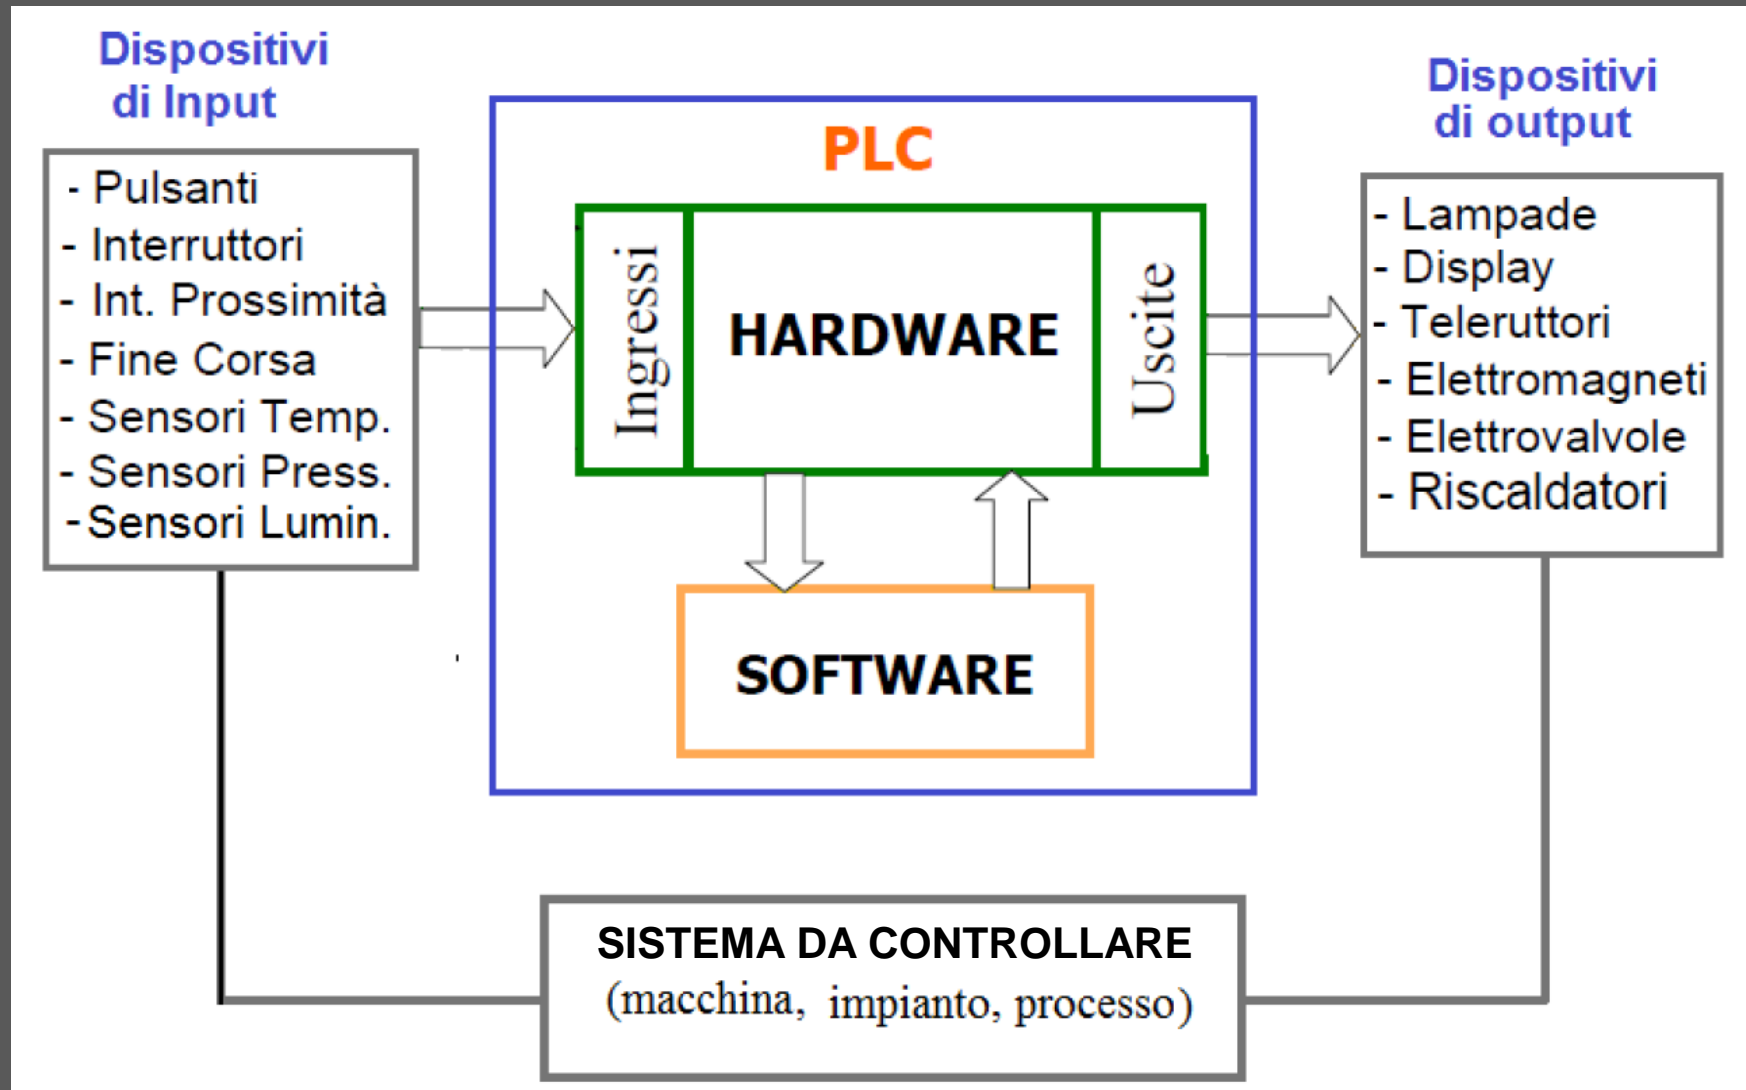 Dispositivi
di Input
- Pulsanti
- Interruttori
- Int. Prossimità
- Fine Corsa
- Sensori Temp.
- Sensori Press.
- Sensori Lumin.
PLC
Ingressi
HARDWARE
Uscite
SOFTWARE
Dispositivi
di output
- Lampade
- Display
- Teleruttori
- Elettromagneti
- Elettrovalvole
- Riscaldatori
SISTEMA DA CONTROLLARE
(macchina, impianto, processo)